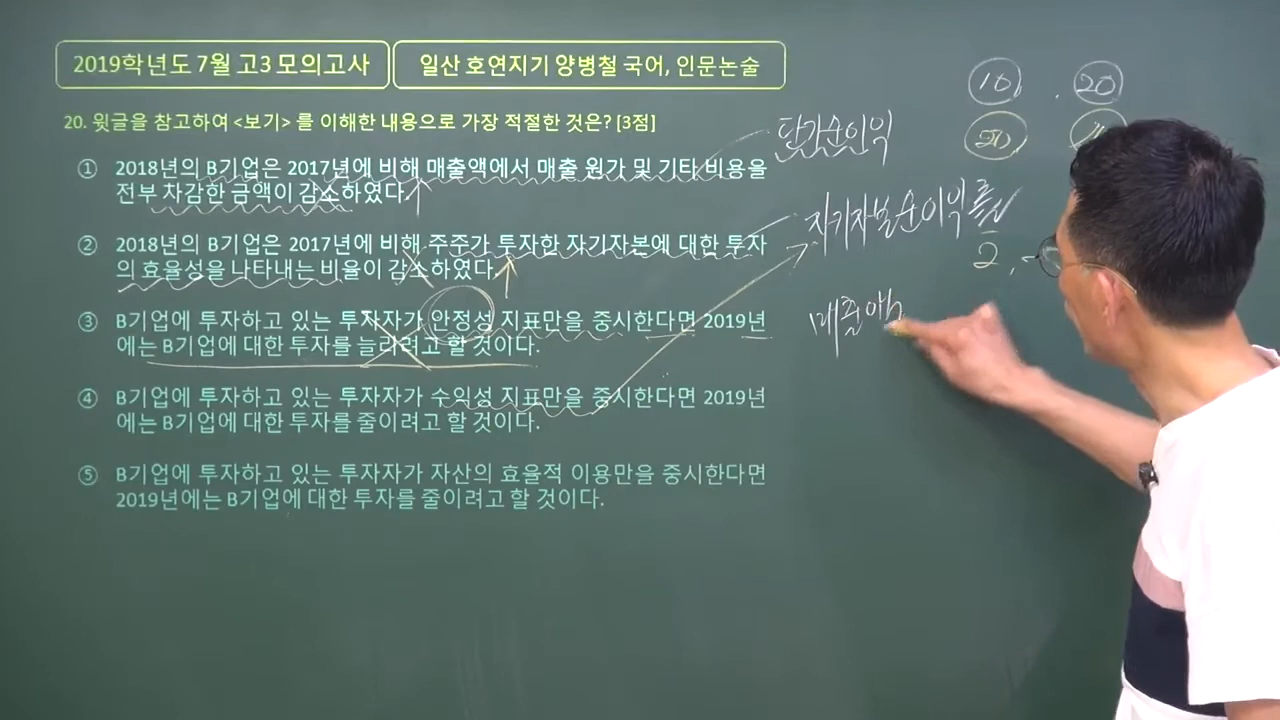 2019학년도 7월 고3 모의고사
일산 호연지기 양병철 국어, 인문논술
20. 윗글을 참고하여 <보기> 를 이해한 내용으로 가장 적절한 것은? [3점]
① 2018년의 B기업은 2017년에 비해 매출액에서 매출 원가 및 기타 비용을
전부 차감한 금액이 감소하였다.
② 2018년의 B기업은 2017년에 비해 주주가 투자한 자기자본에 대한 투자
의 효율성을 나타내는 비율이 감소하였다.
③ B기업에 투자하고 있는 투자자가 안정성 지표만을 중시한다면 2019년
에는 B기업에 대한 투자를 늘리려고 할 것이다.
④ B기업에 투자하고 있는 투자자가 수익성 지표만을 중시한다면 2019년
에는 B기업에 대한 투자를 줄이려고 할 것이다.
⑤ B기업에 투자하고 있는 투자자가 자산의 효율적 이용만을 중시한다면
2019년에는 B기업에 대한 투자를 줄이려고 할 것이다.
10 20
20
당기순이익
자기자본순이익률
2
매출액